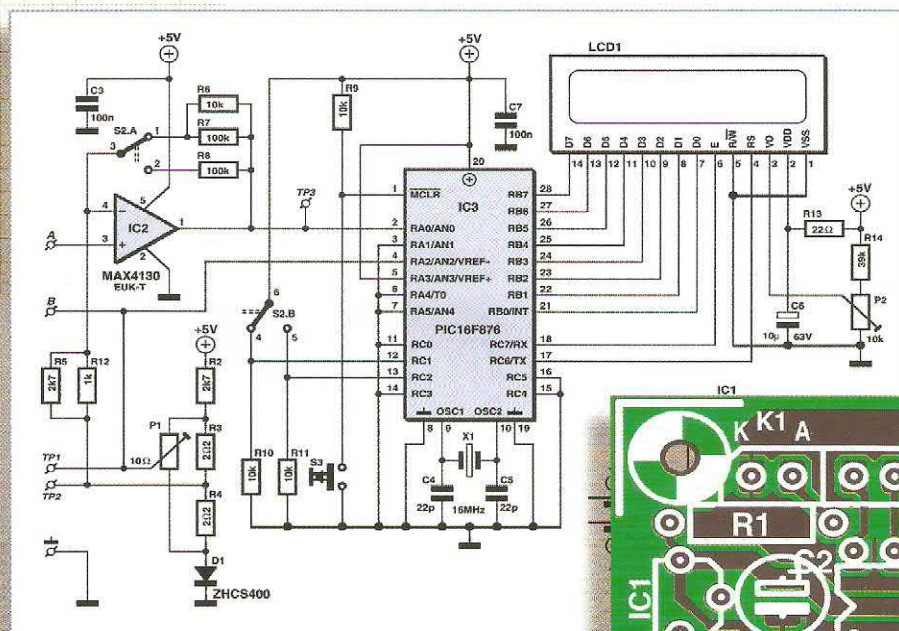 +5V
+5V
LCD1
C3
100n
R6
10k
R7
100k
R8
100k
S2.A
1
3
2
R9
10k
C7
100n
D7 D6 D5 D4 D3 D2 D1 D0 E R/W RS VO VDD VSS
14 13 12 11 10 9 8 7 6 5 4 3 2 1
+5V
R13
22Ω
R14
39k
C6
10µ
63V
P2
10k
TP3
A
4
3
5
1
2
IC2
MAX4130
EUK-T
B
20
IC3
1 MCLR RB7 28
2 RA0/AN0 RB6 27
3 RA1/AN1 RB5 26
4 RA2/AN2/VREF- RB4 25
5 RA3/AN3/VREF+ RB3 24
6 RA4/T0 RB2 23
7 RA5/AN4 RB1 22
RB0/INT 21
PIC16F876
11 RC0 RC7/RX 18
12 RC1 RC6/TX 17
13 RC2 RC5 16
14 RC3 RC4 15
OSC1 OSC2
8 9 10 19
6
S2.B
4
5
+5V
R5
2k7
R12
1k
R2
2k7
P1
10Ω
R3
2Ω2
R4
2Ω2
TP1
TP2
D1
ZHCS400
R10
10k
R11
10k
S3
X1
C4
22p
16MHz
C5
22p
IC1
K K1 A
R1
IC1
C2